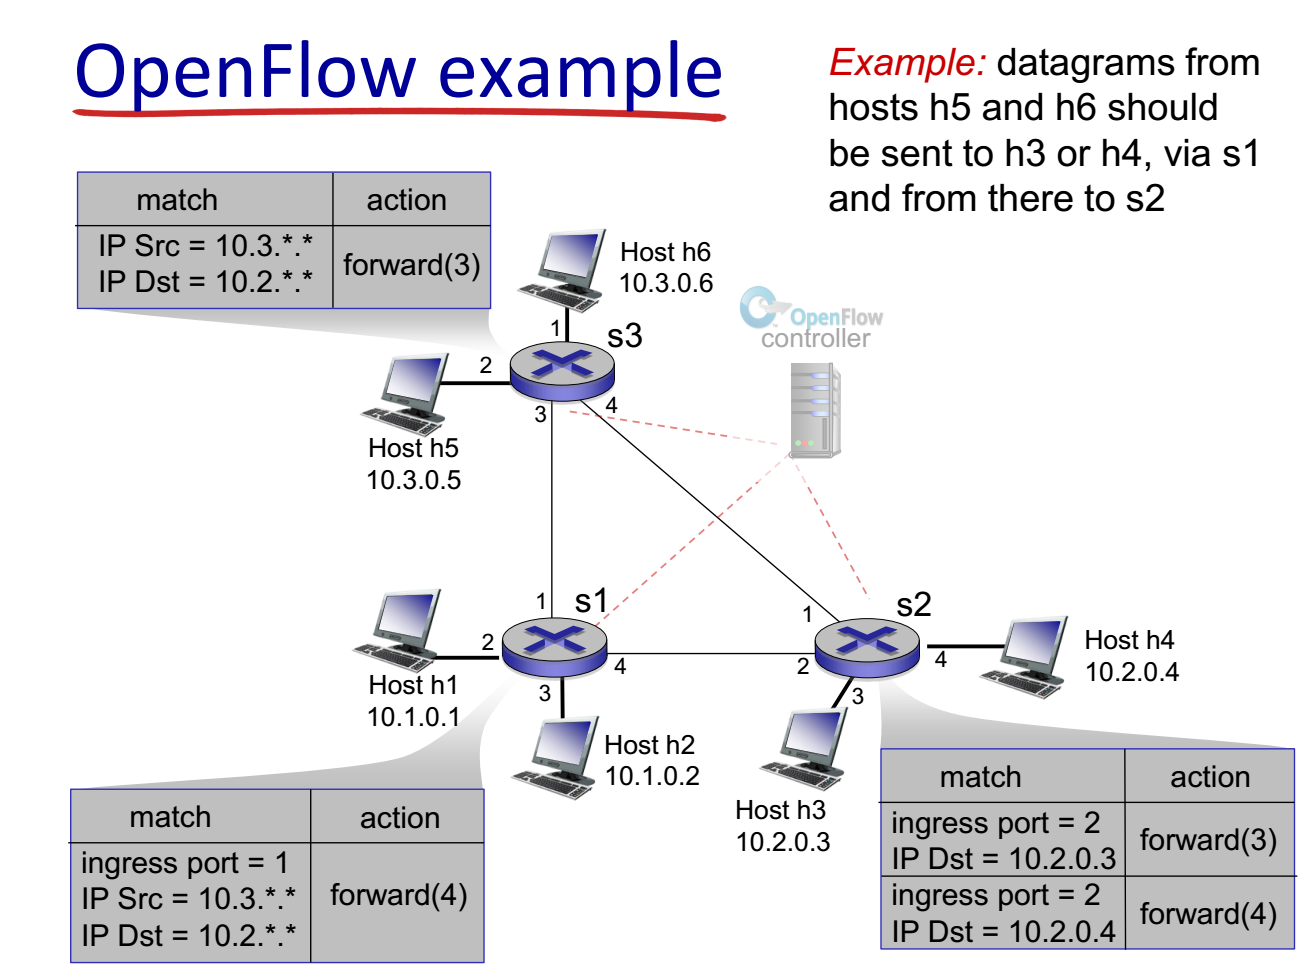 OpenFlow example
Example: datagrams from
hosts h5 and h6 should
be sent to h3 or h4, via s1
and from there to s2
match
action
IP Src = 10.3.*.*
IP Dst = 10.2.*.*
forward(3)
Host h6
10.3.0.6
OpenFlow
controller
1
s3
2
3
4
Host h5
10.3.0.5
1
s1
2
3
4
Host h1
10.1.0.1
Host h2
10.1.0.2
1
s2
2
3
4
Host h4
10.2.0.4
Host h3
10.2.0.3
match
action
ingress port = 1
IP Src = 10.3.*.*
IP Dst = 10.2.*.*
forward(4)
match
action
ingress port = 2
IP Dst = 10.2.0.3
forward(3)
ingress port = 2
IP Dst = 10.2.0.4
forward(4)